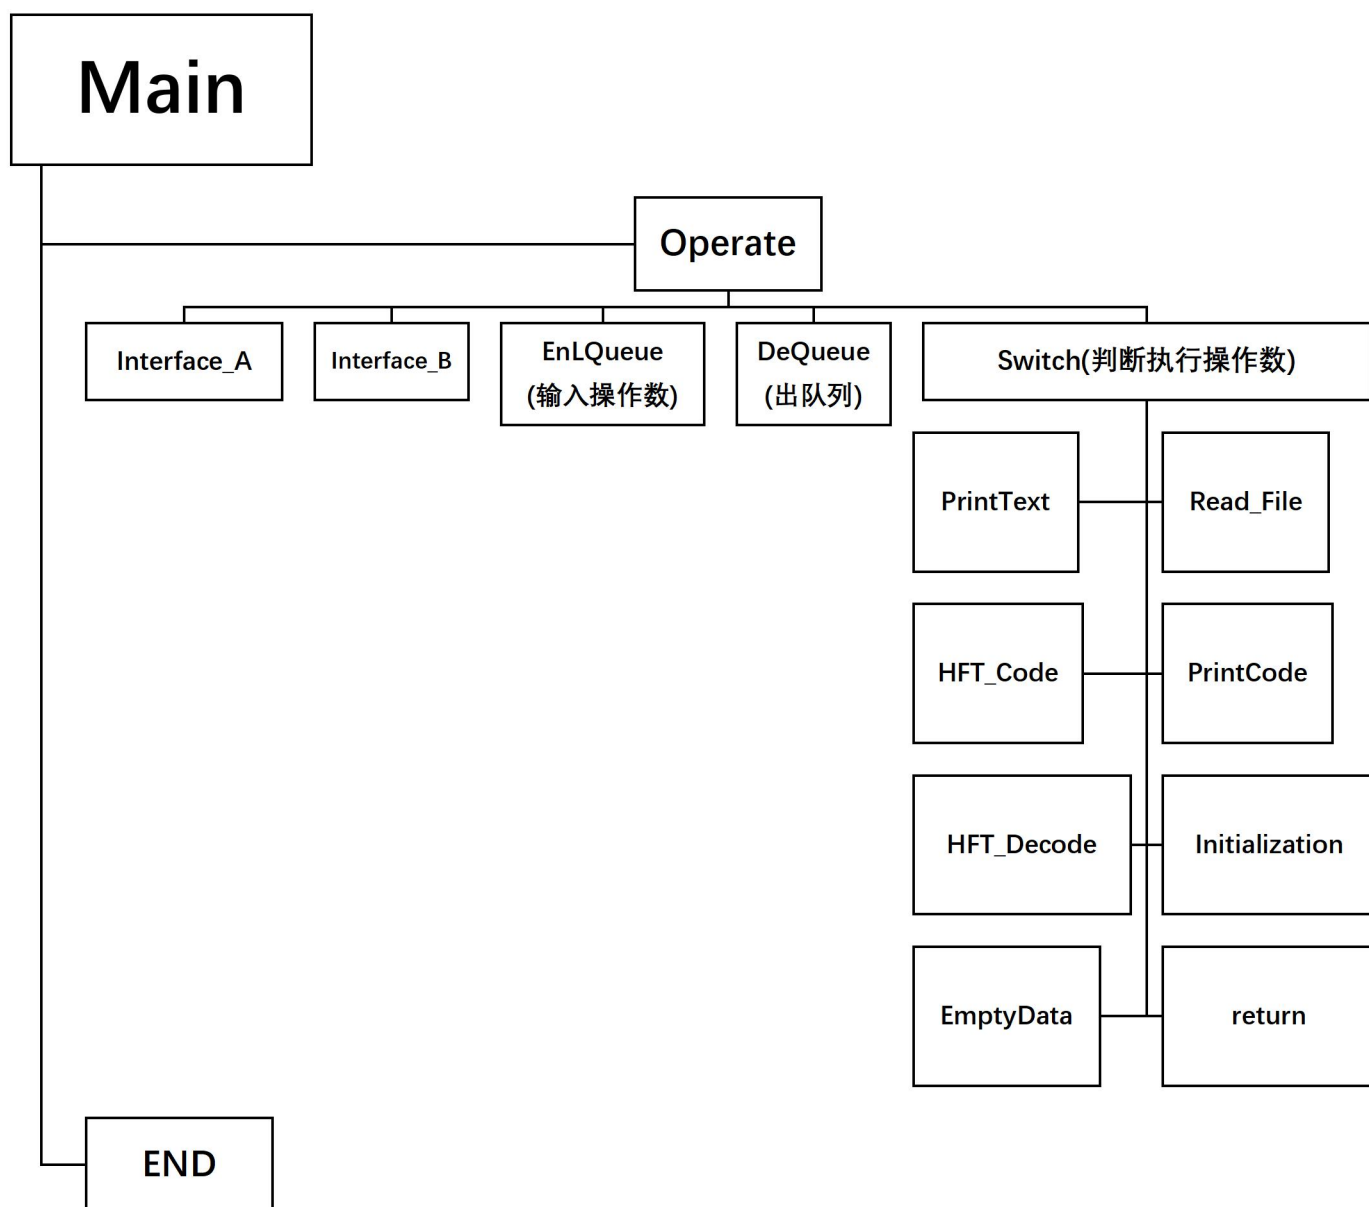 Main
Operate
Interface_A
Interface_B
EnLQueue
(输入操作数)
DeQueue
(出队列)
Switch(判断执行操作数)
PrintText
Read_File
HFT_Code
PrintCode
HFT_Decode
Initialization
EmptyData
return
END